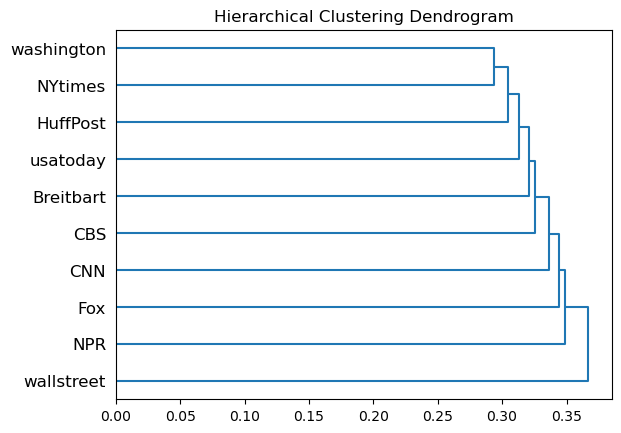 Hierarchical Clustering Dendrogram
washington
NYtimes
HuffPost
usatoday
Breitbart
CBS
CNN
Fox
NPR
wallstreet
0.00 0.05 0.10 0.15 0.20 0.25 0.30 0.35